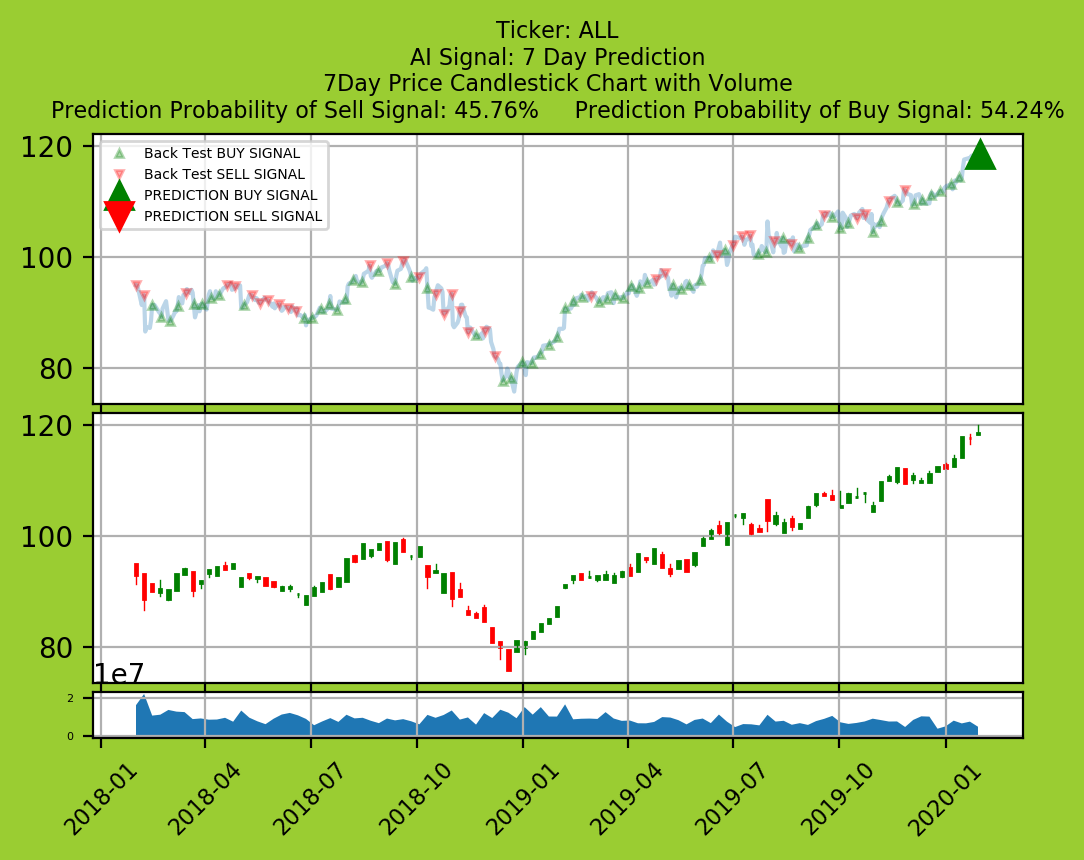 Ticker: ALL
AI Signal: 7 Day Prediction
7Day Price Candlestick Chart with Volume
Prediction Probability of Sell Signal: 45.76% Prediction Probability of Buy Signal: 54.24%
120
100
80
Back Test BUY SIGNAL
Back Test SELL SIGNAL
PREDICTION BUY SIGNAL
PREDICTION SELL SIGNAL
120
100
80
1e7
2
0
2018-01 2018-04 2018-07 2018-10 2019-01 2019-04 2019-07 2019-10 2020-01